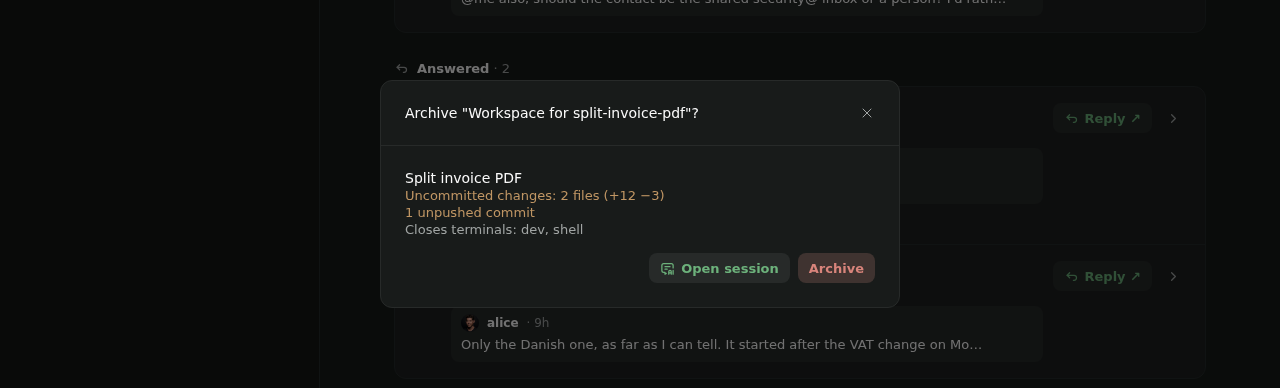 @me also, should the contact be the shared security@ inbox or a person? I'd rath…
Answered · 2
Archive "Workspace for split-invoice-pdf"?
Reply ↗
Split invoice PDF
Uncommitted changes: 2 files (+12 −3)
1 unpushed commit
Closes terminals: dev, shell
Open session
Archive
Reply ↗
alice · 9h
Only the Danish one, as far as I can tell. It started after the VAT change on Mo…